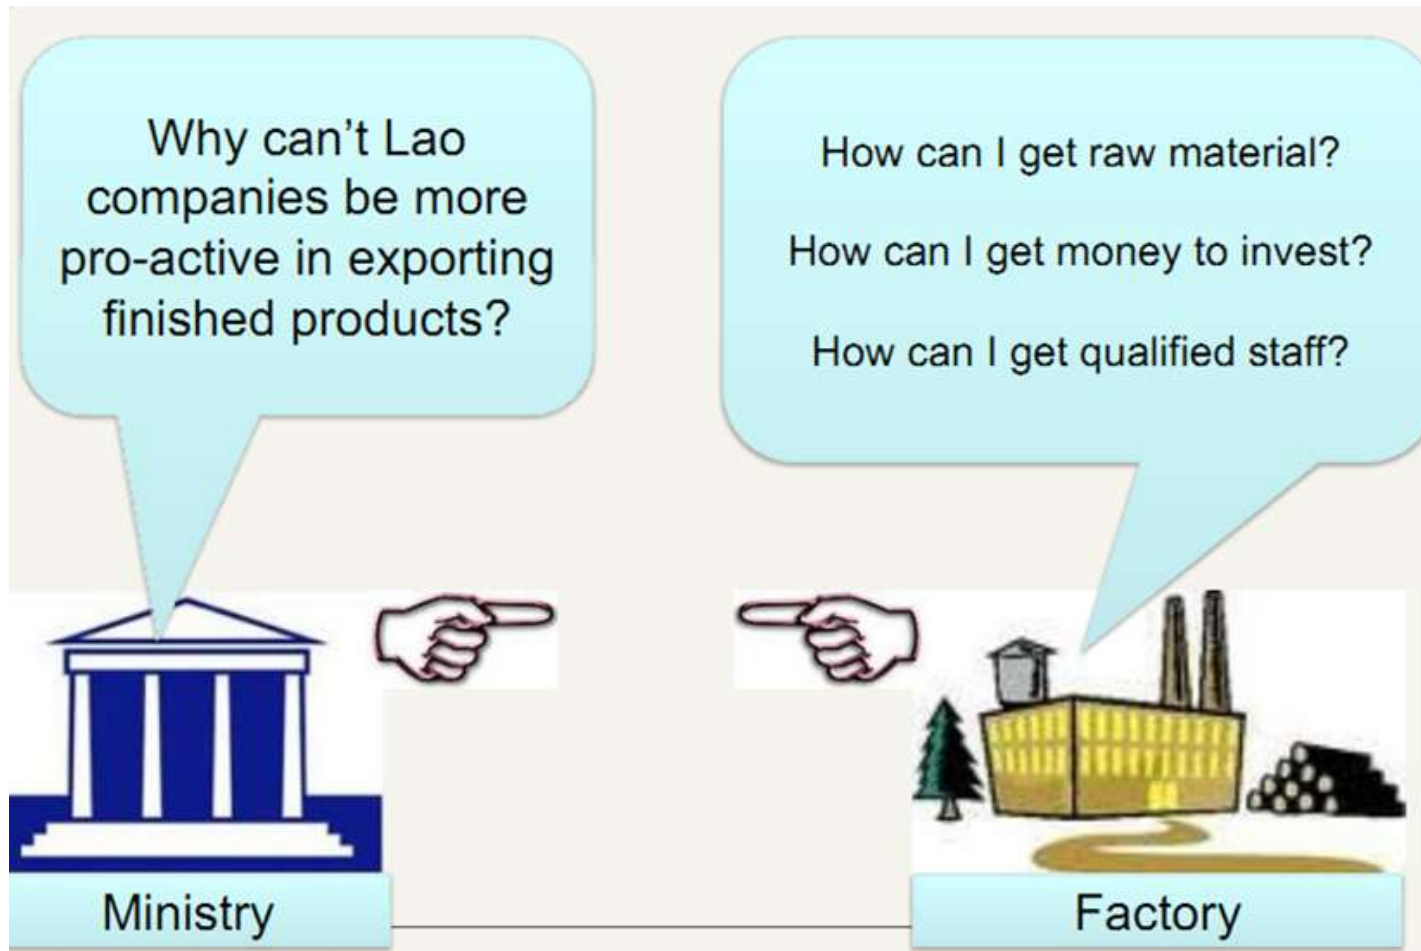 Why can't Lao
companies be more
pro-active in exporting
finished products?
How can I get raw material?
How can I get money to invest?
How can I get qualified staff?
Ministry
Factory